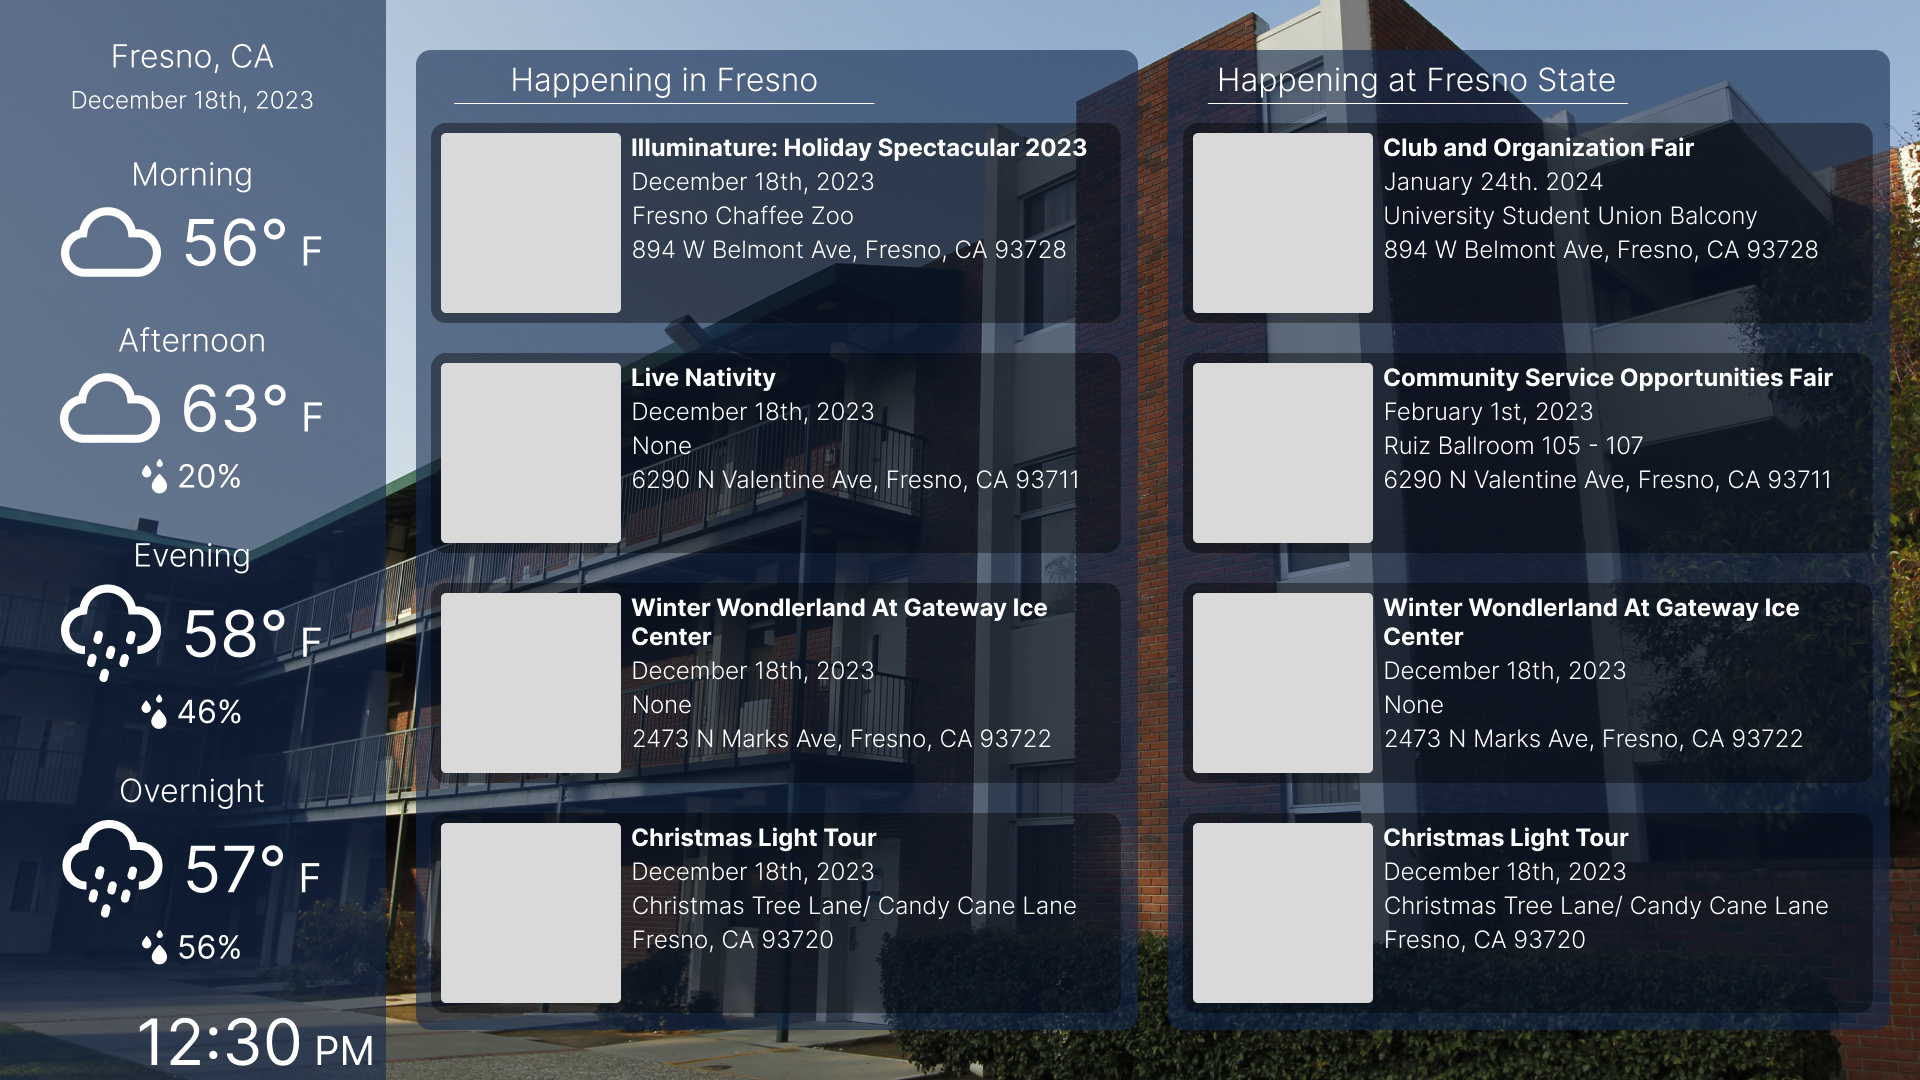 Fresno, CA
December 18th, 2023
Morning
56° F
Afternoon
63° F
20%
Evening
58° F
46%
Overnight
57° F
56%
12:30 PM
Happening in Fresno
Illuminature: Holiday Spectacular 2023
December 18th, 2023
Fresno Chaffee Zoo
894 W Belmont Ave, Fresno, CA 93728
Live Nativity
December 18th, 2023
None
6290 N Valentine Ave, Fresno, CA 93711
Winter Wondlerland At Gateway Ice
Center
December 18th, 2023
None
2473 N Marks Ave, Fresno, CA 93722
Christmas Light Tour
December 18th, 2023
Christmas Tree Lane/ Candy Cane Lane
Fresno, CA 93720
Happening at Fresno State
Club and Organization Fair
January 24th. 2024
University Student Union Balcony
894 W Belmont Ave, Fresno, CA 93728
Community Service Opportunities Fair
February 1st, 2023
Ruiz Ballroom 105 - 107
6290 N Valentine Ave, Fresno, CA 93711
Winter Wondlerland At Gateway Ice
Center
December 18th, 2023
None
2473 N Marks Ave, Fresno, CA 93722
Christmas Light Tour
December 18th, 2023
Christmas Tree Lane/ Candy Cane Lane
Fresno, CA 93720